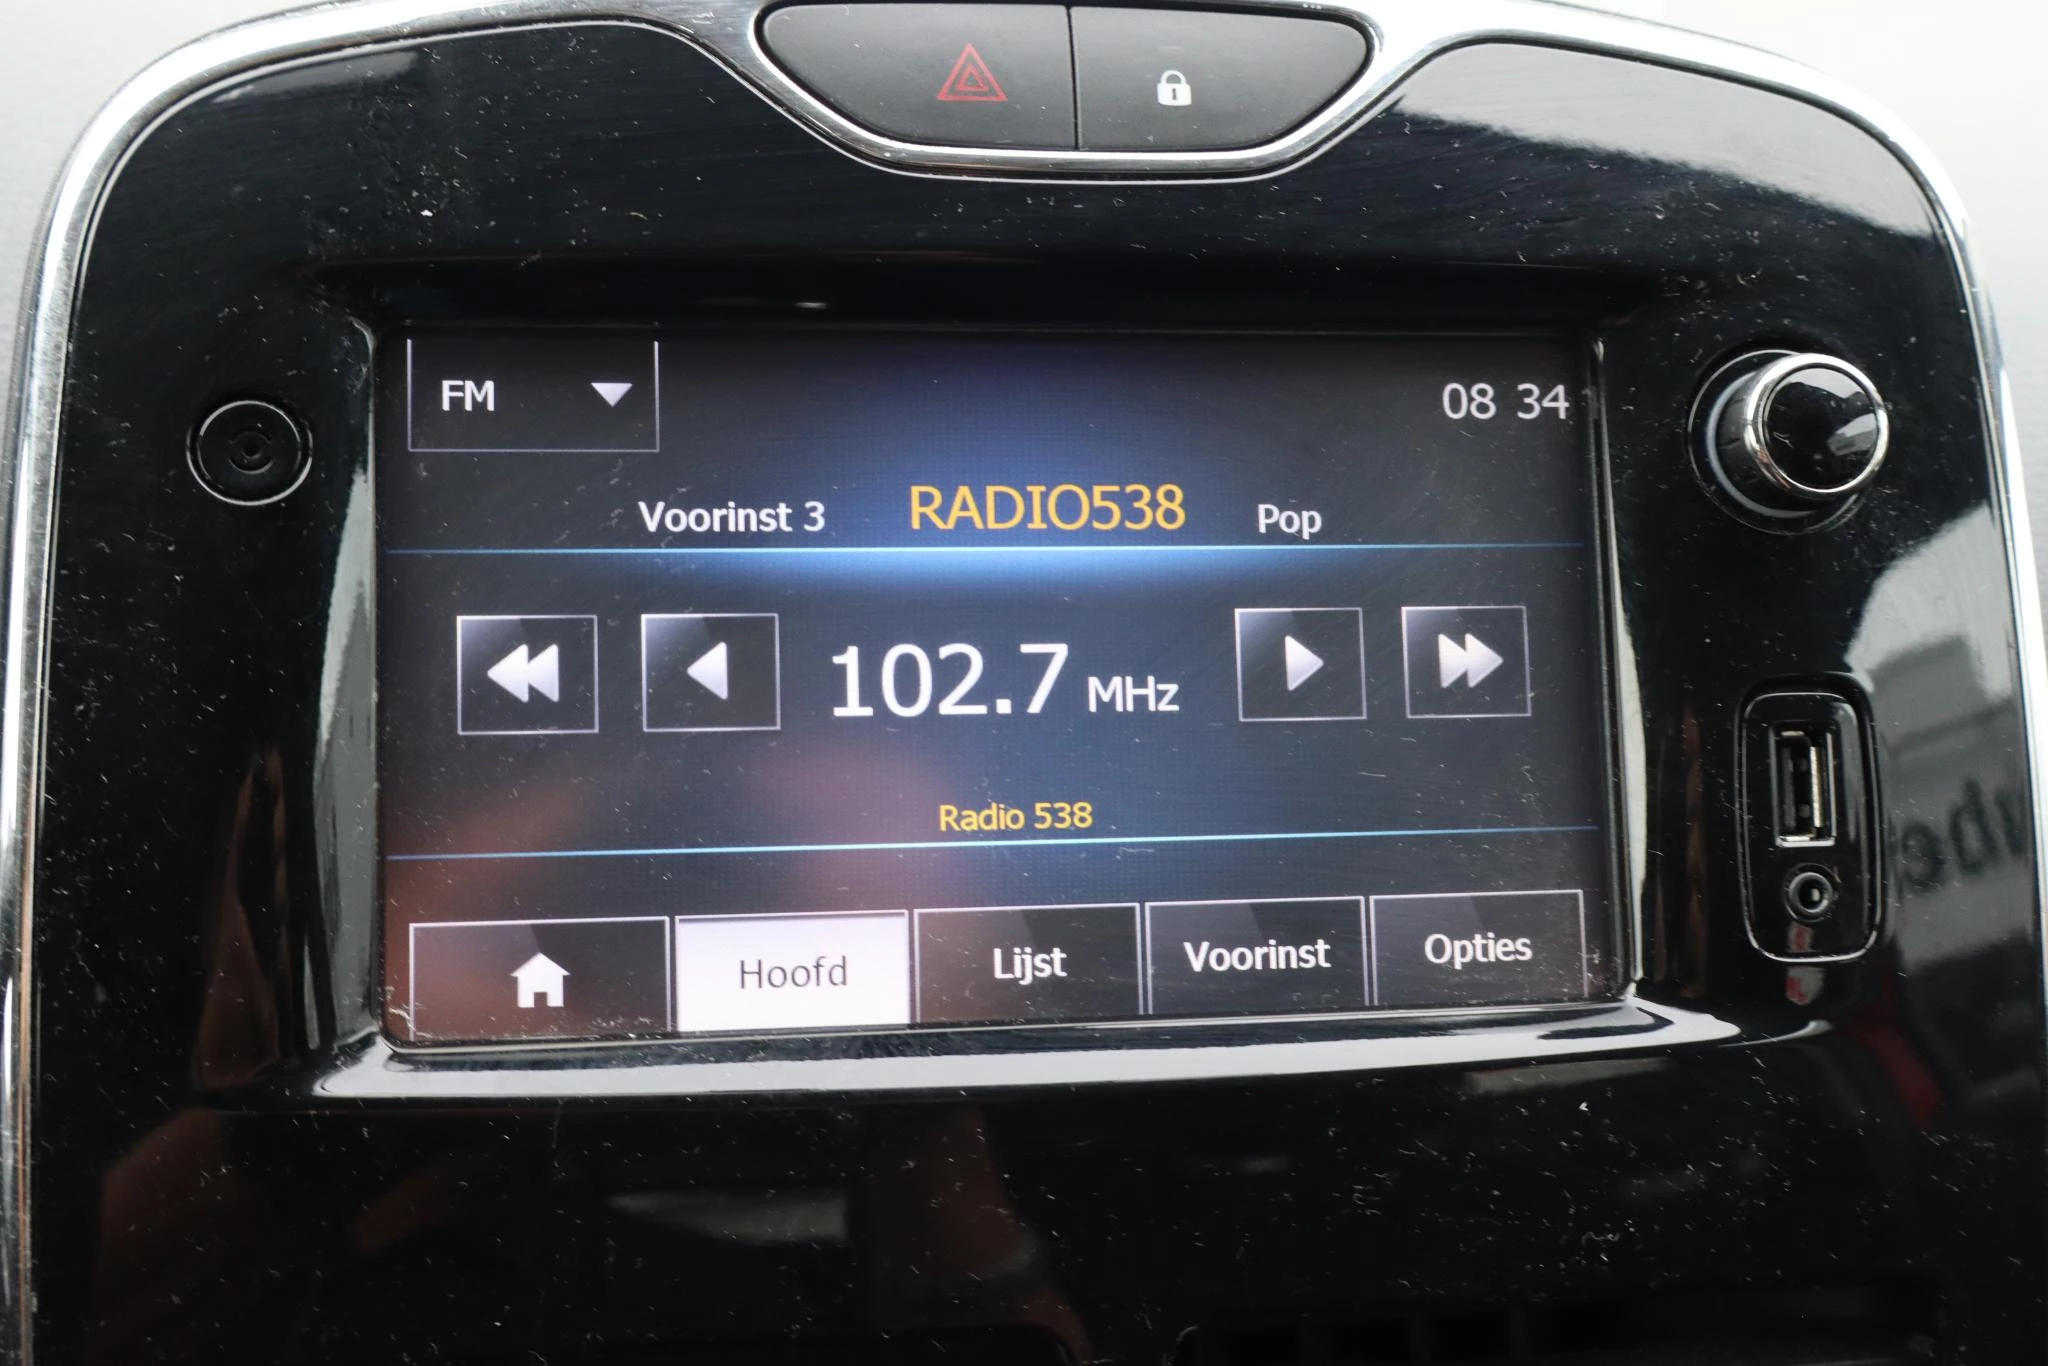 FM
08 34
Voorinst 3 RADIO538 Pop
102.7 MHz
Radio 538
Hoofd Lijst Voorinst Opties